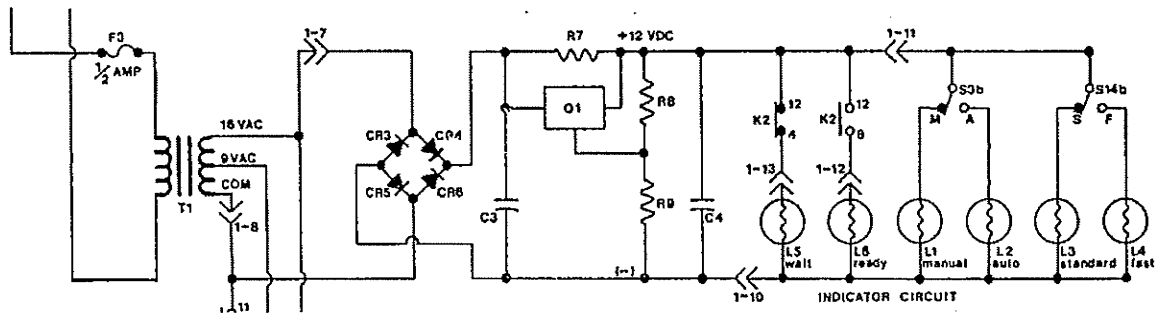 F3
1/2 AMP
1-7
R7
+12 VDC
1-11
16 VAC
9 VAC
COM
T1
1-8
CR3
CR4
CR5
CR6
Q1
R8
R9
C3
C4
K2
12
4
K2
12
8
S3b
M
A
S14b
S
F
1-13
1-12
L5
wait
L6
ready
L1
manual
L2
auto
L3
standard
L4
fast
(-)
1-10
INDICATOR CIRCUIT